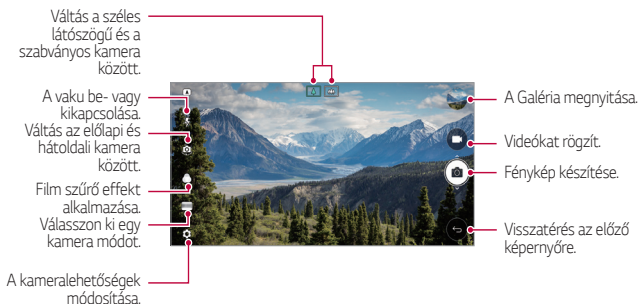 Váltás a széles
látószögű és a
szabványos kamera
között.
A vaku be- vagy
kikapcsolása.
Váltás az előlapi és
hátoldali kamera
között.
Film szűrő effekt
alkalmazása.
Válasszon ki egy
kamera módot.
A kameralehetőségek
módosítása.
A Galéria megnyitása.
Videókat rögzít.
Fénykép készítése.
Visszatérés az előző
képernyőre.